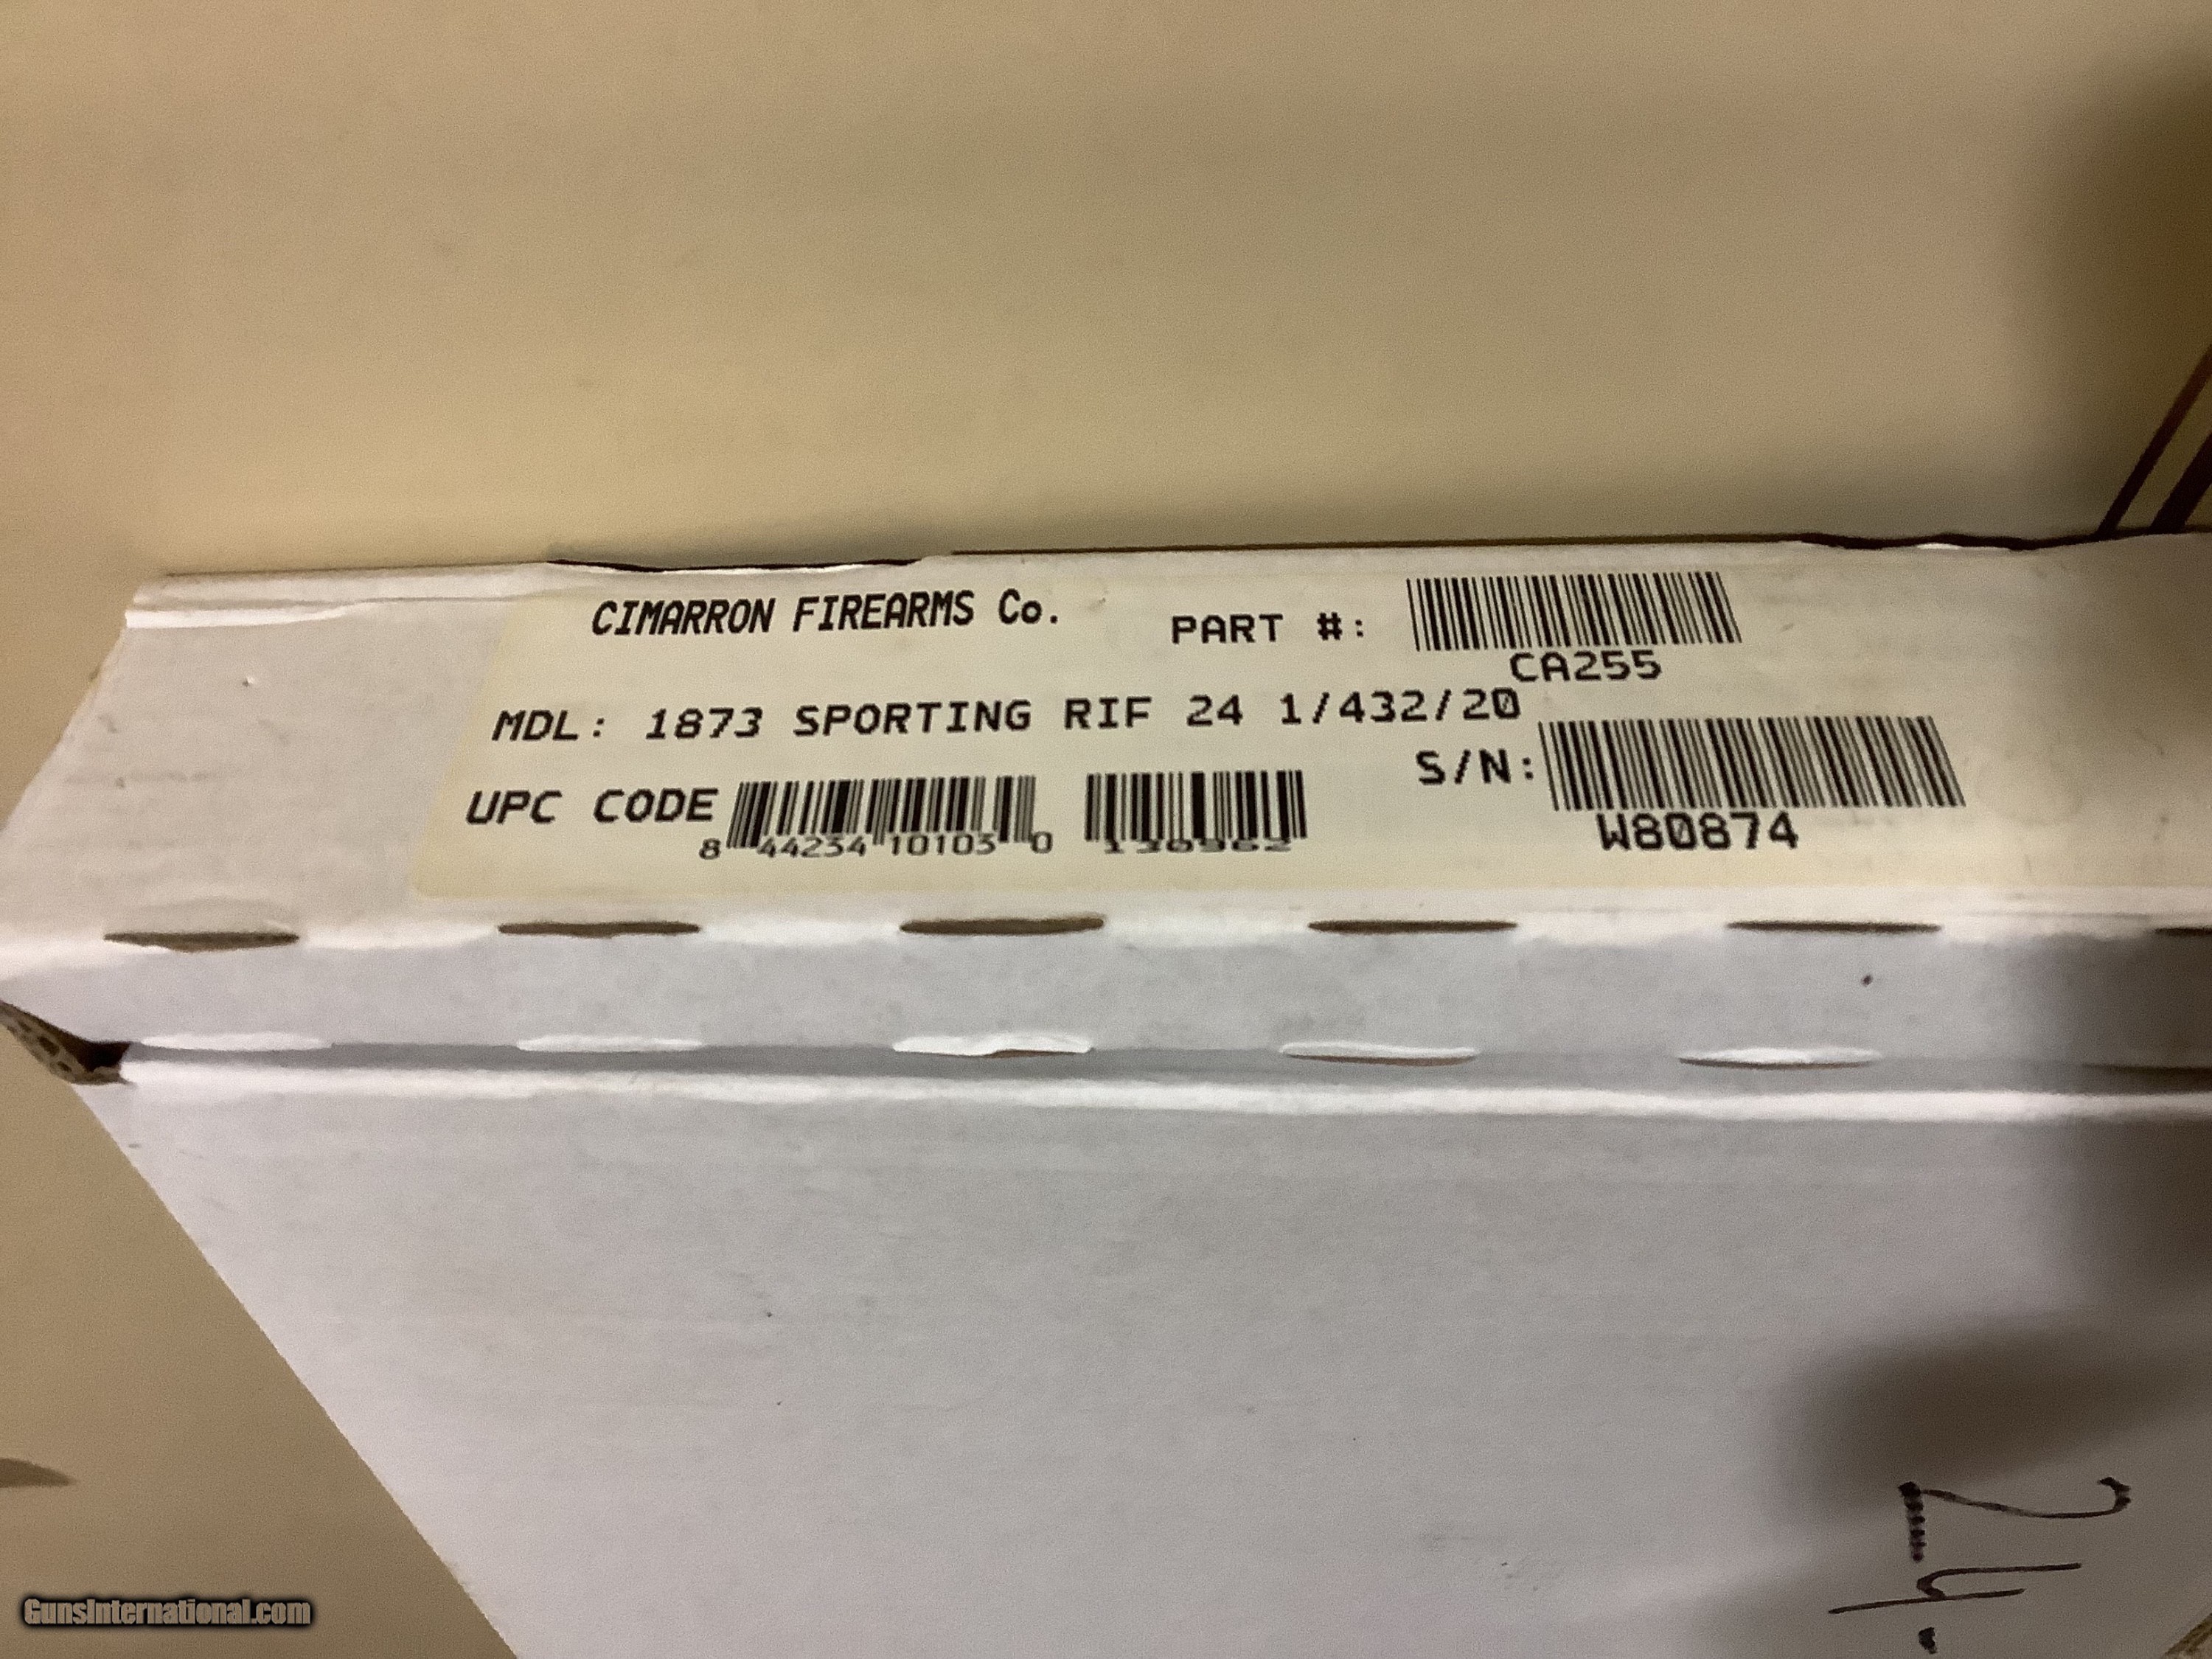 CIMARRON FIREARMS Co.
PART #:
CA255
MDL: 1873 SPORTING RIF 24 1/432/20
UPC CODE
8 44234 10103 0
S/N:
W80874
24
GunsInternational.com